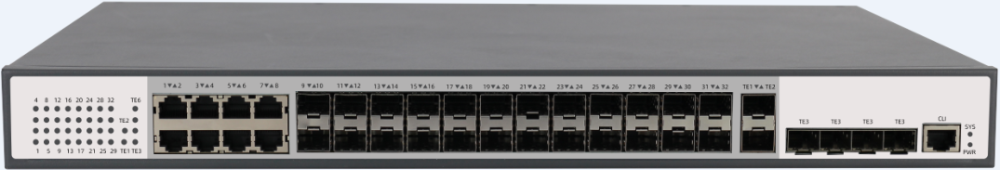 1▼▲2 3▼▲4 5▼▲6 7▼▲8 9▼▲10 11▼▲12 13▼▲14 15▼▲16 17▼▲18 19▼▲20 21▼▲22 23▼▲24 25▼▲26 27▼▲28 29▼▲30 31▼▲32 TE1▼▲TE2
4 8 12 16 20 24 28 32 TE6
TE2
1 5 9 13 17 21 25 29 TE1 TE3
TE3 TE3 TE3 TE3
CLI
SYS
PWR